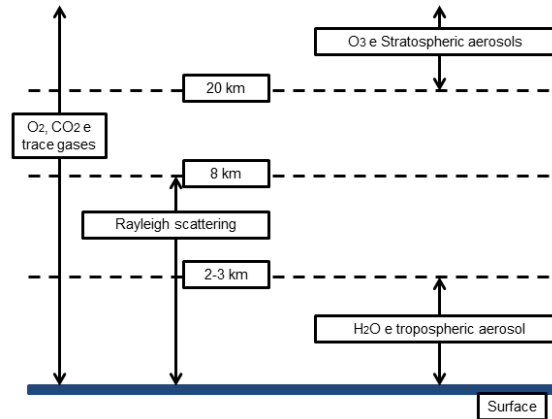 O3 e Stratospheric aerosols
20 km
O2, CO2 e
trace gases
8 km
Rayleigh scattering
2-3 km
H2O e tropospheric aerosol
Surface